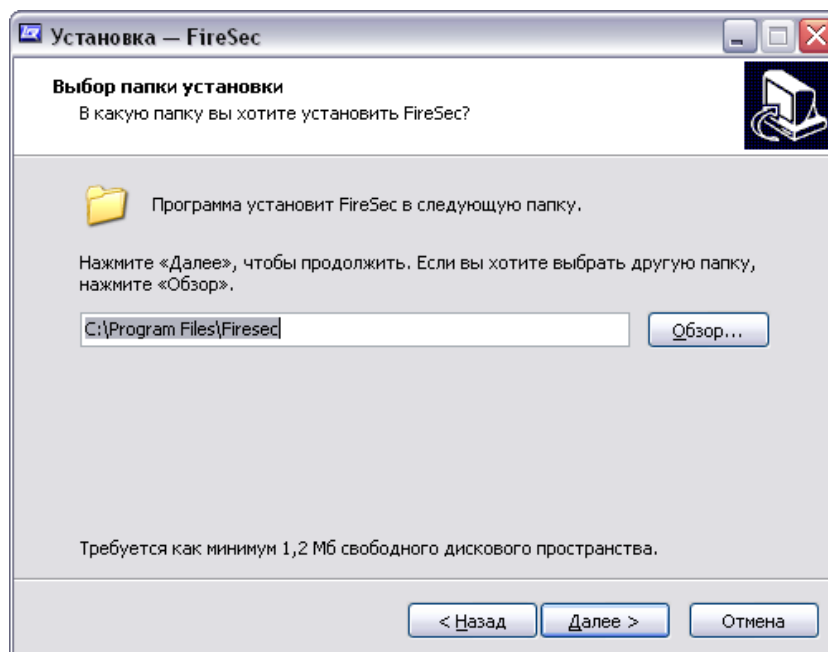 Установка — FireSec
Выбор папки установки
В какую папку вы хотите установить FireSec?
Программа установит FireSec в следующую папку.
Нажмите «Далее», чтобы продолжить. Если вы хотите выбрать другую папку,
нажмите «Обзор».
C:\Program Files\Firesec
Обзор...
Требуется как минимум 1,2 Мб свободного дискового пространства.
< Назад
Далее >
Отмена